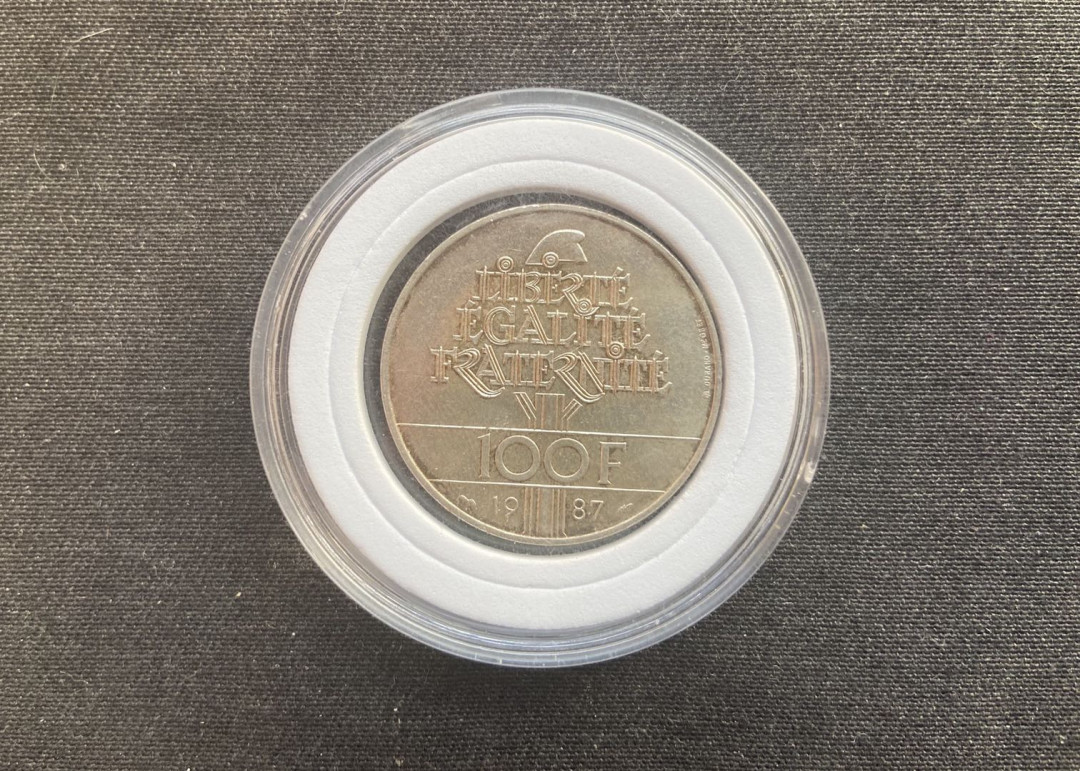 LIBERTÉ
ÉGALITÉ
FRATERNITÉ
100F
19 87